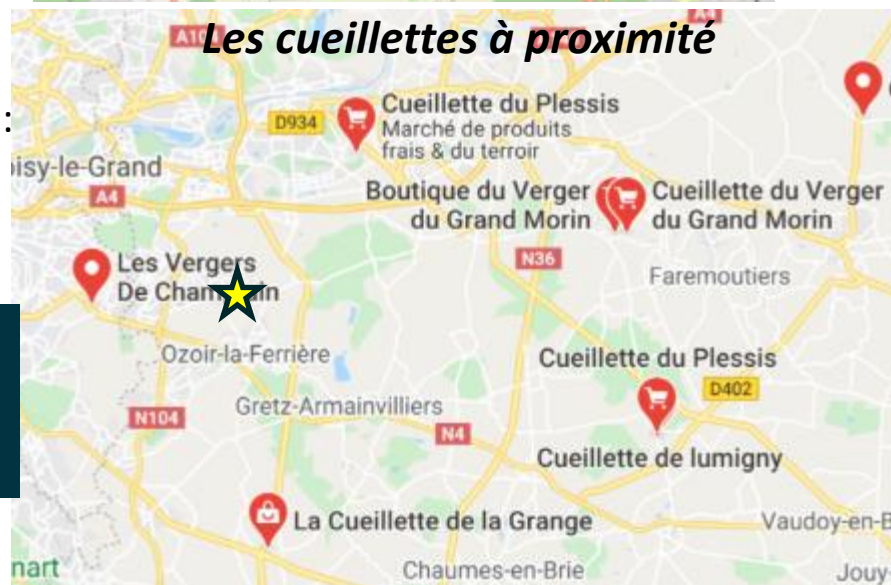 Les cueillettes à proximité
:
Cueillette du Plessis
Marché de produits
frais & du terroir
D934
isy-le-Grand
A4
Boutique du Verger
du Grand Morin
Cueillette du Verger
du Grand Morin
N36
Faremoutiers
Les Vergers
De
Ozoir-la-Ferrière
Cueillette du Plessis
D402
Gretz-Armainvilliers
N104
N4
Cueillette de lumigny
La Cueillette de la Grange
Vaudoy-en-B
Chaumes-en-Brie
nart
Jouy-